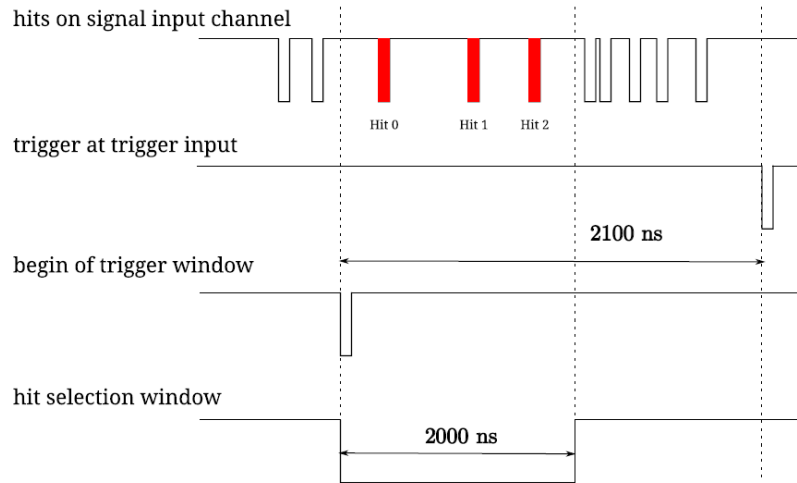 hits on signal input channel
Hit 0 Hit 1 Hit 2
trigger at trigger input
2100 ns
begin of trigger window
hit selection window
2000 ns